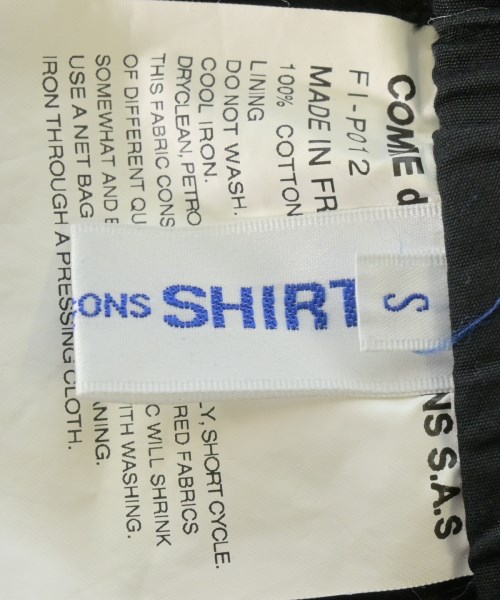 COME d NS S.A.S
FI-P012
MADE IN FR
100% COTTON
LINING
DO NOT WASH.
COOL IRON.
DRYCLEAN, PETRO LY, SHORT CYCLE.
THIS FABRIC CONS RED FABRICS
OF DIFFERENT QU C WILL SHRINK
SOMEWHAT AND ITH WASHING.
USE A NET BAG NING.
IRON THROUGH A PRESSING CLOTH.
ONS SHIRT
S